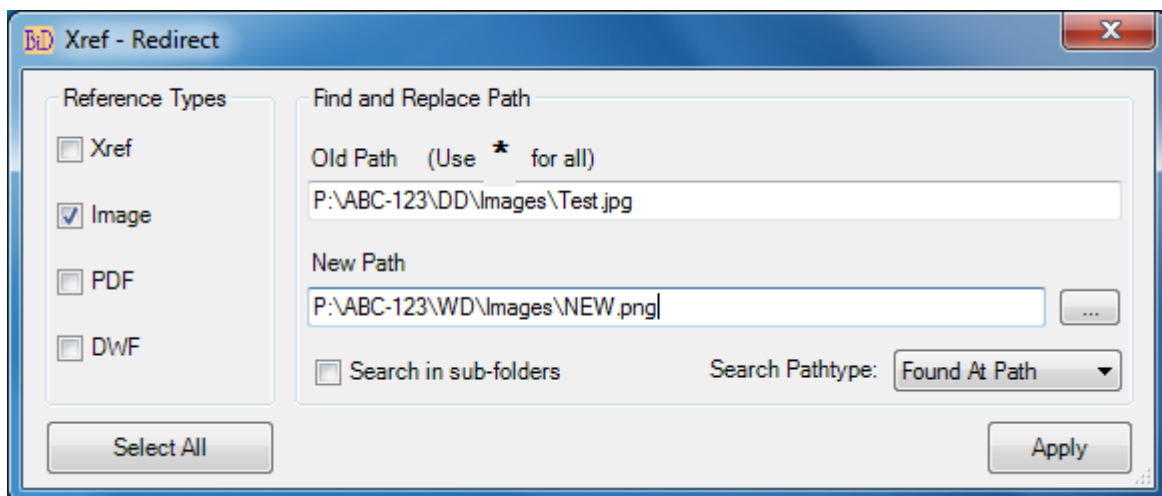 BiD Xref - Redirect
Reference Types
Xref
Image
PDF
DWF
Select All
Find and Replace Path
Old Path (Use * for all)
P:\ABC-123\DD\Images\Test.jpg
New Path
P:\ABC-123\WD\Images\NEW.png
...
Search in sub-folders
Search Pathtype: Found At Path
Apply